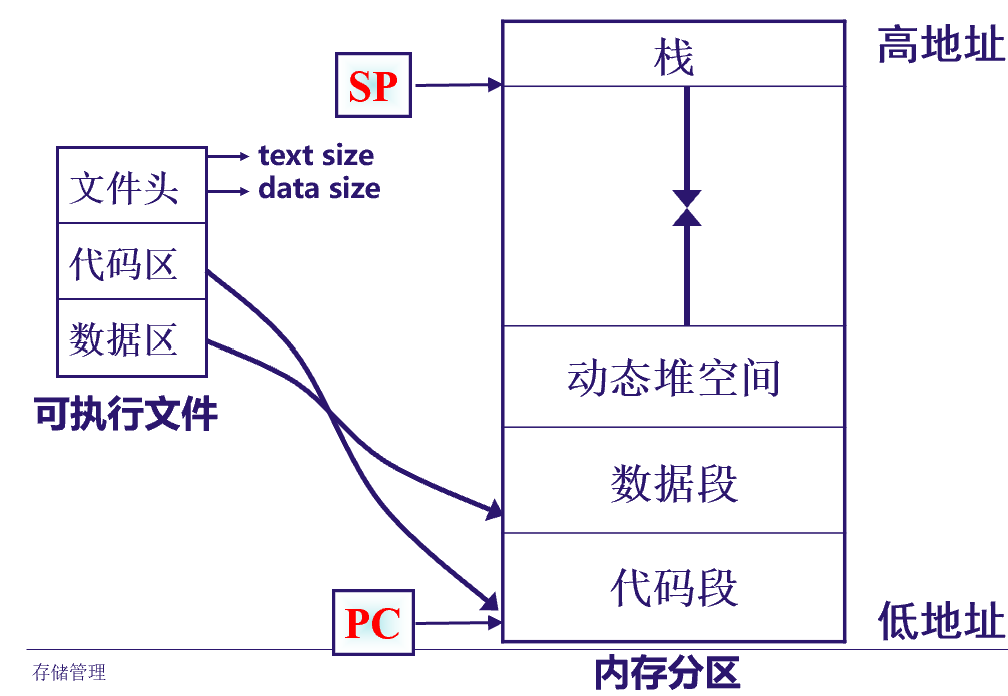 栈
高地址
SP
text size
data size
文件头
代码区
数据区
可执行文件
动态堆空间
数据段
代码段
PC
低地址
内存分区
存储管理